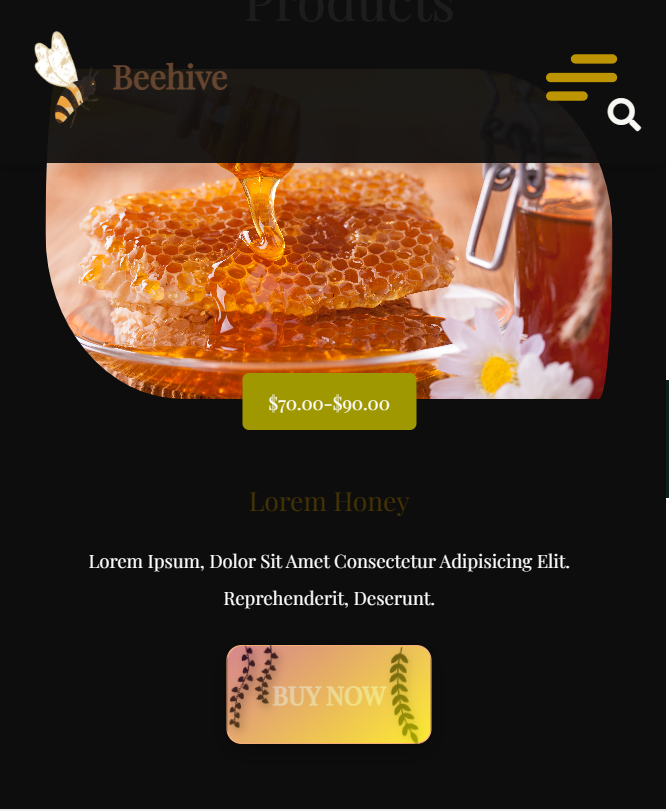 Products
Beehive
$70.00-$90.00
Lorem Honey
Lorem Ipsum, Dolor Sit Amet Consectetur Adipisicing Elit.
Reprehenderit, Deserunt.
BUY NOW